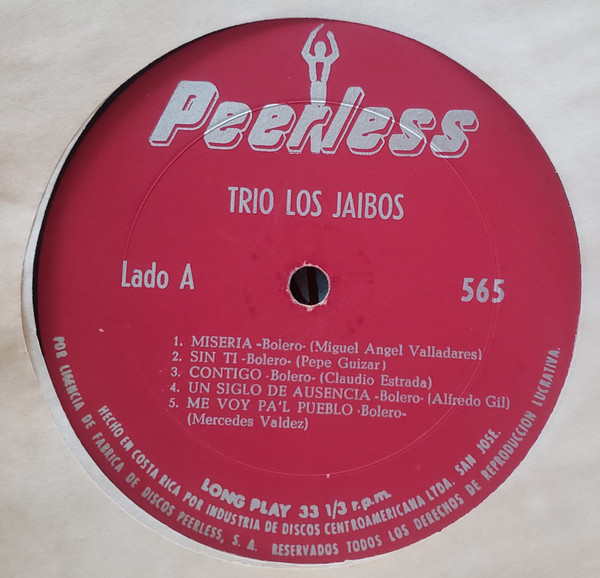 Peerless
TRIO LOS JAIBOS
Lado A
565
1. MISERIA -Bolero- (Miguel Angel Valladares)
2. SIN TI -Bolero- (Pepe Guizar)
3. CONTIGO -Bolero- (Claudio Estrada)
4. UN SIGLO DE AUSENCIA -Bolero- (Alfredo Gil)
5. ME VOY PA'L PUEBLO -Bolero-
(Mercedes Valdez)
LONG PLAY 33 1/3 r.p.m.
HECHO EN COSTA RICA POR INDUSTRIA DE DISCOS CENTROAMERICANA LTDA. SAN JOSE.
POR LICENCIA DE FABRICA DE DISCOS PEERLESS, S. A. RESERVADOS TODOS LOS DERECHOS DE REPRODUCCION LUCRATIVA.